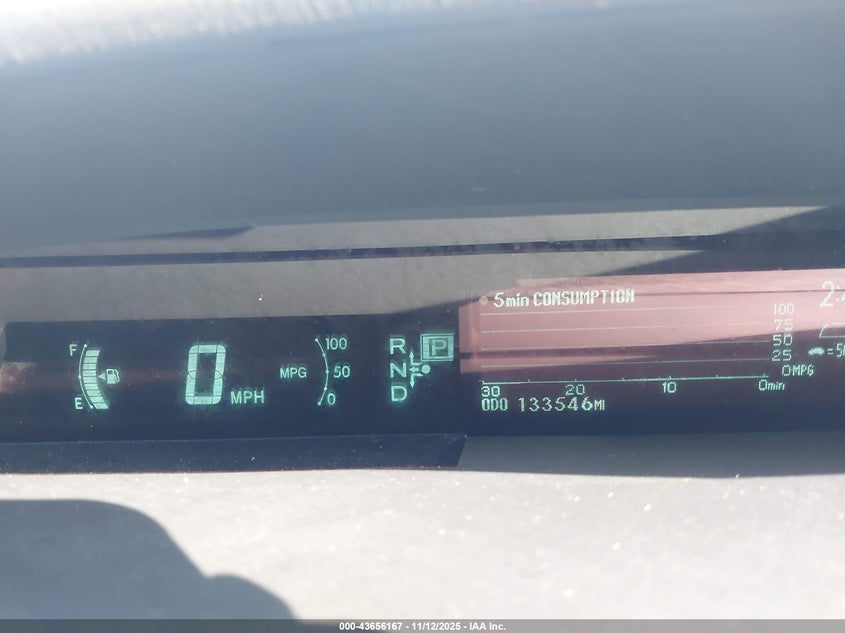 5min CONSUMPTION
100
75
50
25
0MPG
30 20 10 0min
ODO 133546MI
F
E
0 MPH
MPG
100
50
0
R
N
D
P
000-43656167 - 11/12/2025 - IAA Inc.